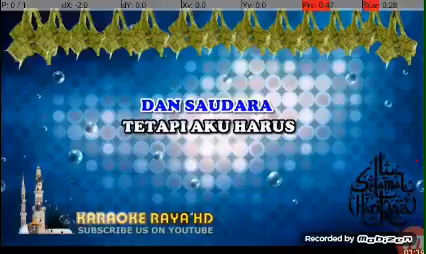 P: 0 / 1 dX: -2.0 dY: 0.0 Xv: 0.0 Yv: 0.0 Prs: 0.47 Size: 0.28
DAN SAUDARA
TETAPI AKU HARUS
Selamat
Hari Raya
KARAOKE RAYA HD
SUBSCRIBE US ON YOUTUBE
Recorded by Mobizen